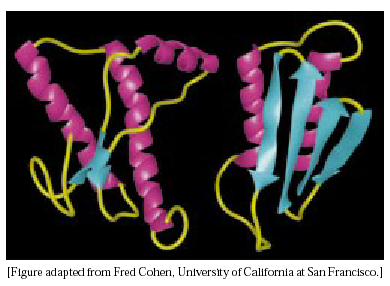 [Figure adapted from Fred Cohen, University of California at San Francisco.]